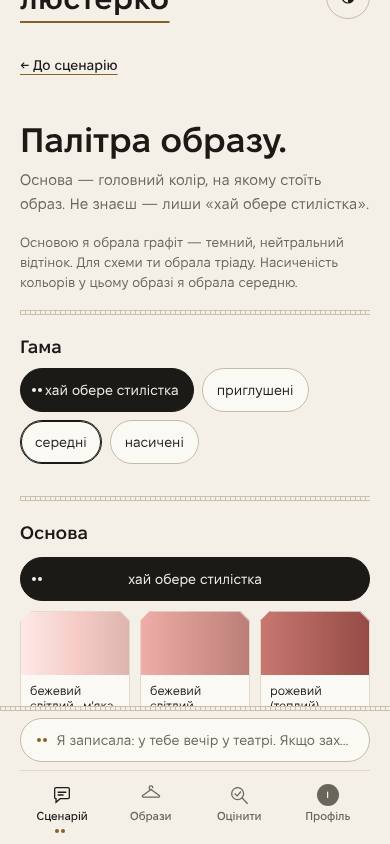 люстерко
← До сценарію
Палітра образу.
Основа — головний колір, на якому стоїть
образ. Не знаєш — лиши «хай обере стилістка».
Основою я обрала графіт — темний, нейтральний
відтінок. Для схеми ти обрала тріаду. Насиченість
кольорів у цьому образі я обрала середню.
Гама
хай обере стилістка
приглушені
середні
насичені
Основа
хай обере стилістка
бежевий
світлий, м'яка
бежевий
світлий
рожевий
(теплий)
Я записала: у тебе вечір у театрі. Якщо зах...
Сценарій
Образи
Оцінити
І
Профіль